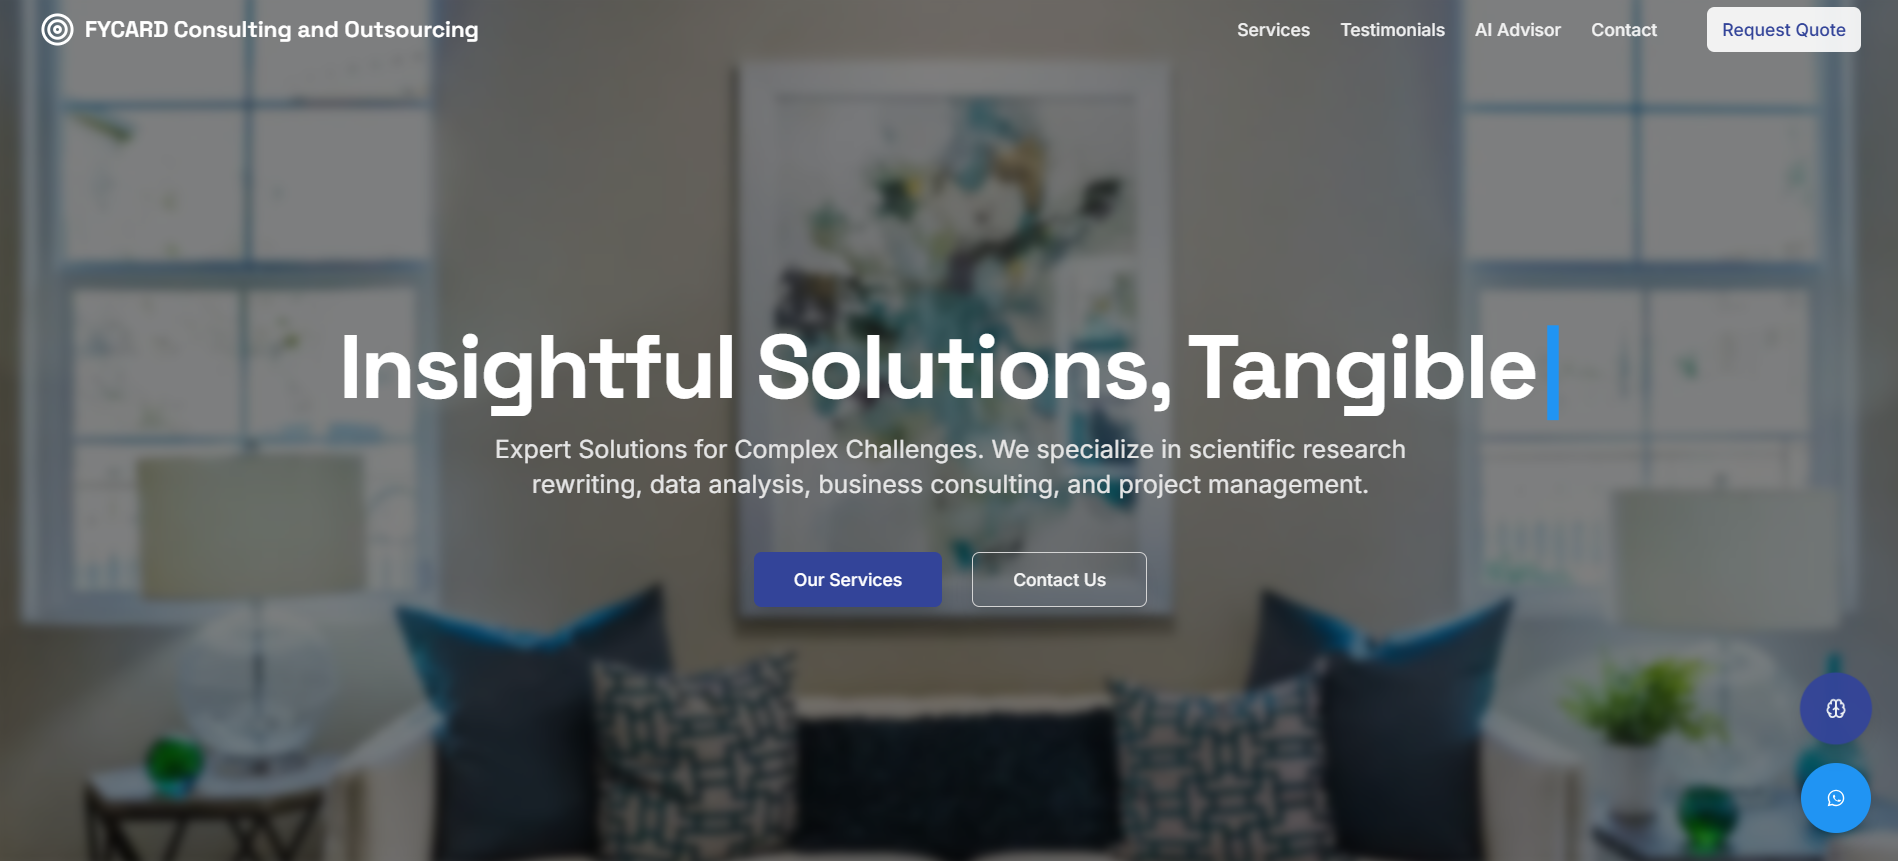 FYCARD Consulting and Outsourcing
Services
Testimonials
AI Advisor
Contact
Request Quote
Insightful Solutions, Tangible
Expert Solutions for Complex Challenges. We specialize in scientific research
rewriting, data analysis, business consulting, and project management.
Our Services
Contact Us